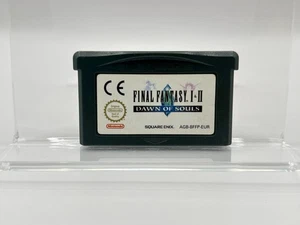 CE
FINAL FANTASY. I·II
DAWN OF SOULS
Nintendo
SQUARE ENIX
AGB-BFFP-EUR